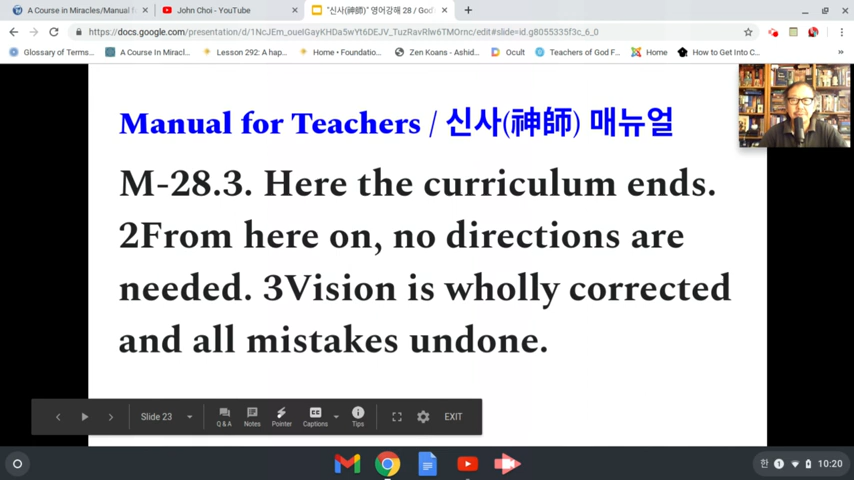 A Course in Miracles/Manual f
John Choi - YouTube
"신사(神師)" 영어강해 28 / God
https://docs.google.com/presentation/d/1NcJEm_oueIGayKHDa5wYt6DEJV_TuzRavRlw6TMOrnc/edit#slide=id.g8055335f3c_6_0
Glossary of Terms... A Course In Miracl... Lesson 292: A hap... Home • Foundatio... Zen Koans - Ashid... Ocult Teachers of God F... Home How to Get Into C...
Manual for Teachers / 신사(神師) 매뉴얼
M-28.3. Here the curriculum ends.
2From here on, no directions are
needed. 3Vision is wholly corrected
and all mistakes undone.
Slide 23
Q & A Notes Pointer Captions Tips EXIT
한 1 10:20